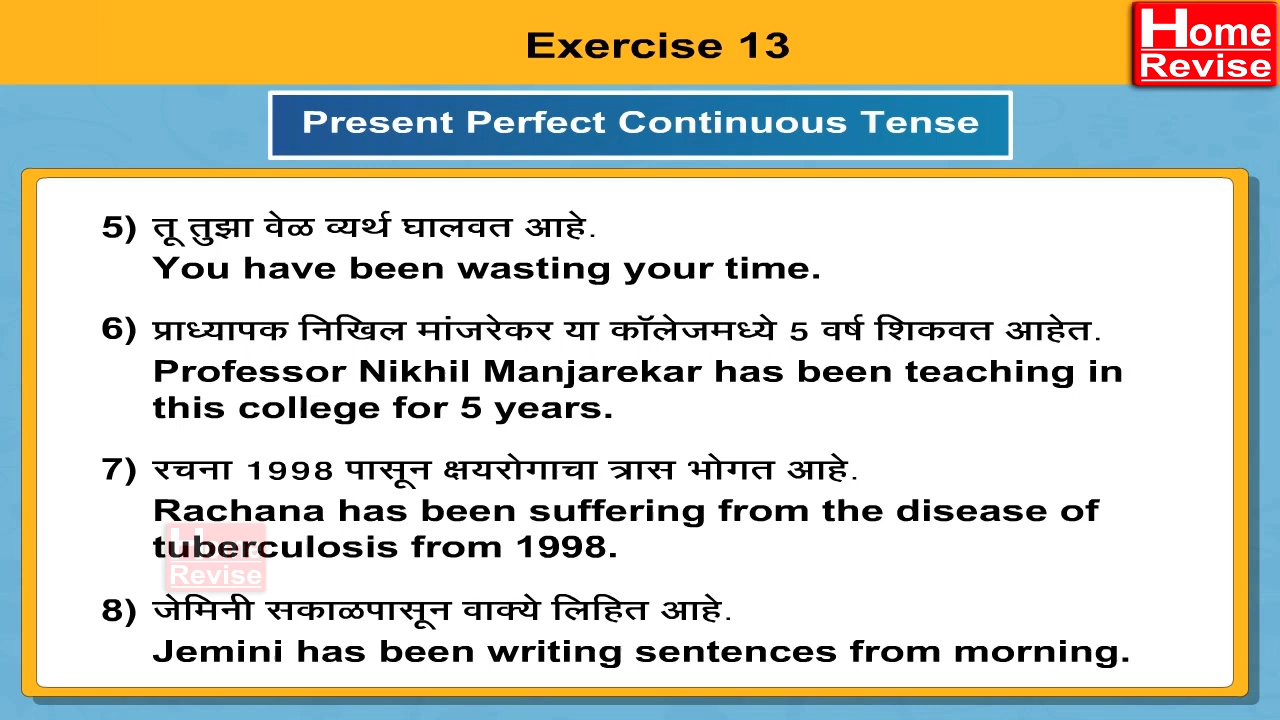 Exercise 13
Home
Revise
Present Perfect Continuous Tense
5) तू तुझा वेळ व्यर्थ घालवत आहे.
You have been wasting your time.
6) प्राध्यापक निखिल मांजरेकर या कॉलेजमध्ये 5 वर्ष शिकवत आहेत.
Professor Nikhil Manjarekar has been teaching in
this college for 5 years.
7) रचना 1998 पासून क्षयरोगाचा त्रास भोगत आहे.
Rachana has been suffering from the disease of
tuberculosis from 1998.
Home
Revise
8) जेमिनी सकाळपासून वाक्ये लिहित आहे.
Jemini has been writing sentences from morning.